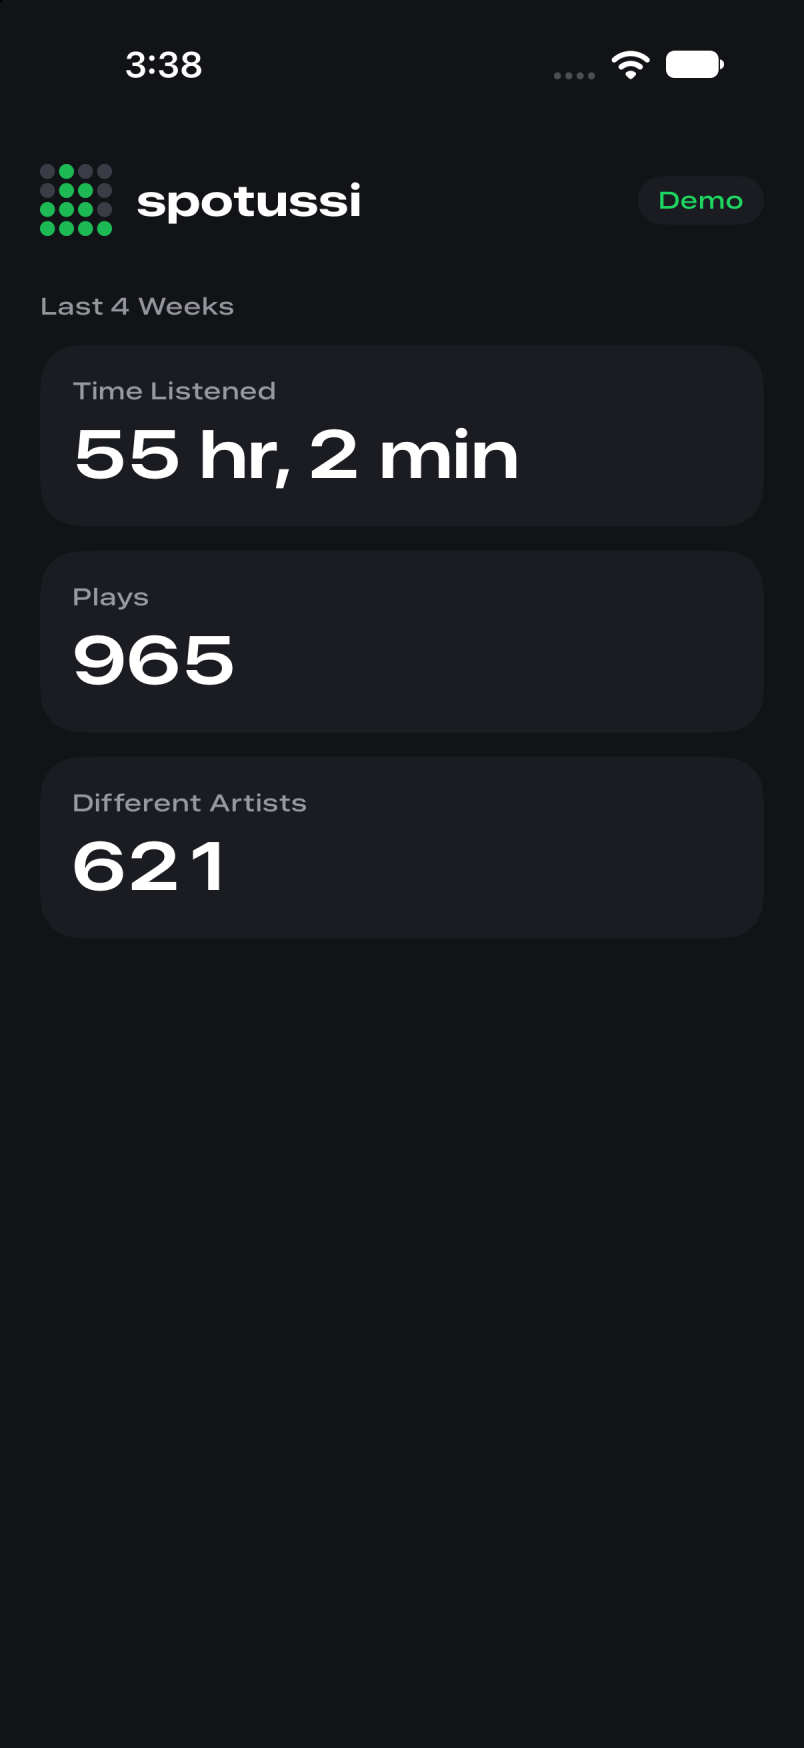 3:38
spotussi
Demo
Last 4 Weeks
Time Listened
55 hr, 2 min
Plays
965
Different Artists
621